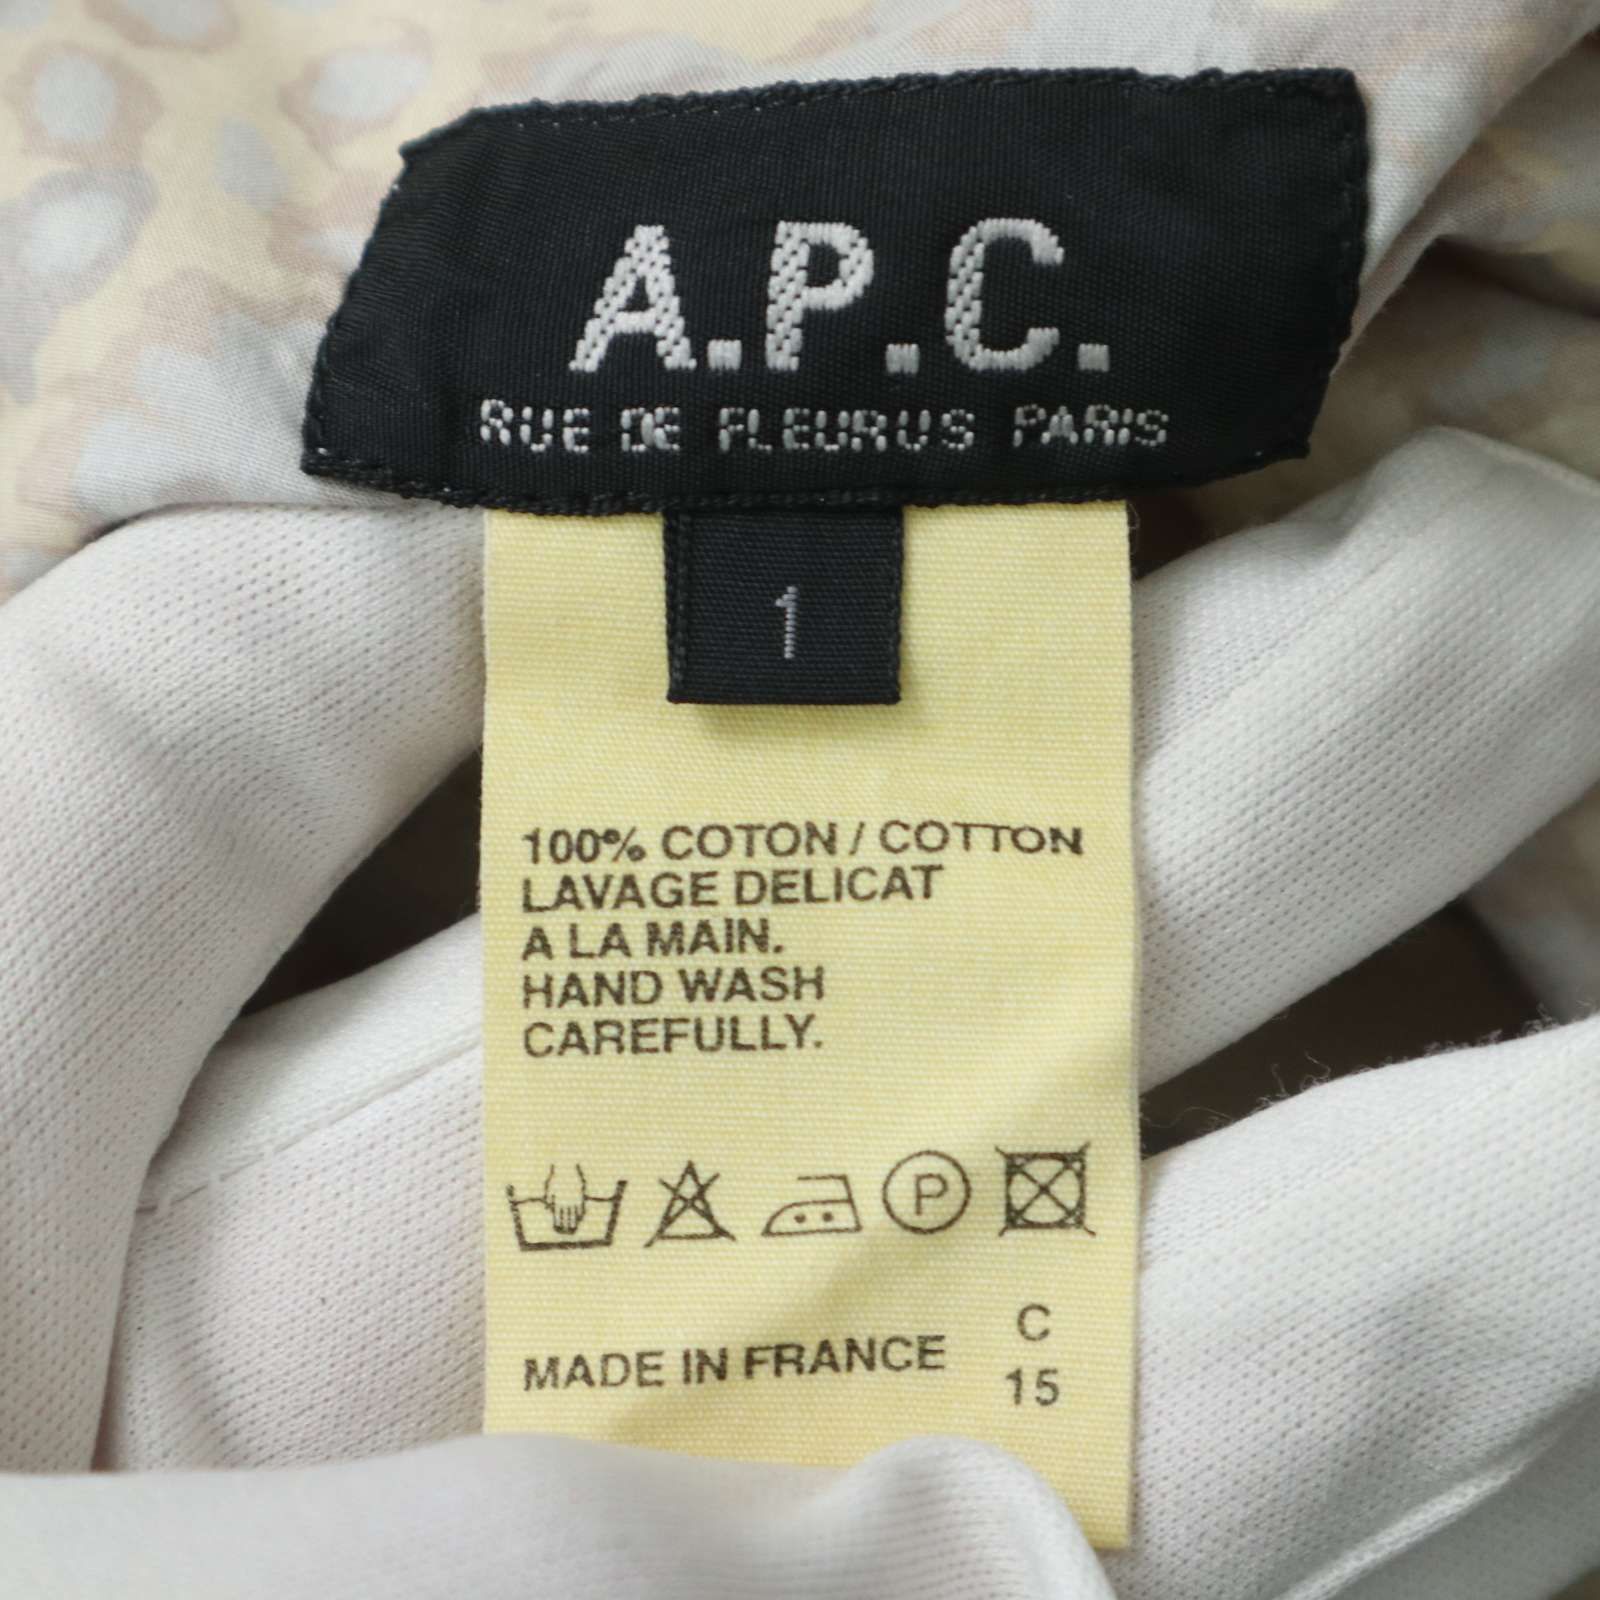 A.P.C.
RUE DE FLEURUS PARIS
1
100% COTON / COTTON
LAVAGE DELICAT
A LA MAIN.
HAND WASH
CAREFULLY.
P
C
MADE IN FRANCE 15